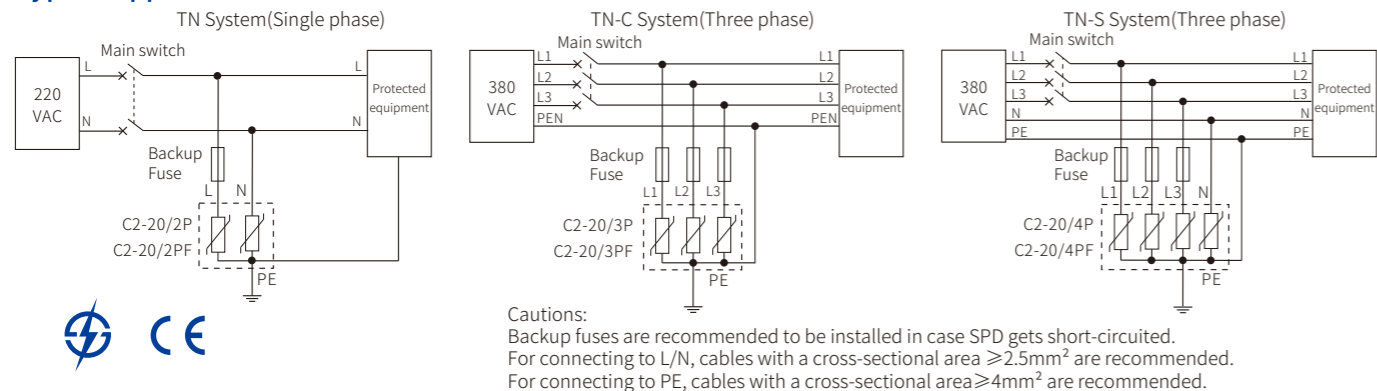 TN System(Single phase)
Main switch
220
VAC
L
N
L
N
Protected
equipment
Backup
Fuse
L
N
C2-20/2P
C2-20/2PF
PE
TN-C System(Three phase)
Main switch
380
VAC
L1
L2
L3
PEN
L1
L2
L3
PEN
Protected
equipment
Backup
Fuse
L1
L2
L3
C2-20/3P
C2-20/3PF
PE
TN-S System(Three phase)
Main switch
380
VAC
L1
L2
L3
N
PE
L1
L2
L3
N
PE
Protected
equipment
Backup
Fuse
L1
L2
L3
N
C2-20/4P
C2-20/4PF
PE
CE
Cautions:
Backup fuses are recommended to be installed in case SPD gets short-circuited.
For connecting to L/N, cables with a cross-sectional area ≥2.5mm² are recommended.
For connecting to PE, cables with a cross-sectional area≥4mm² are recommended.